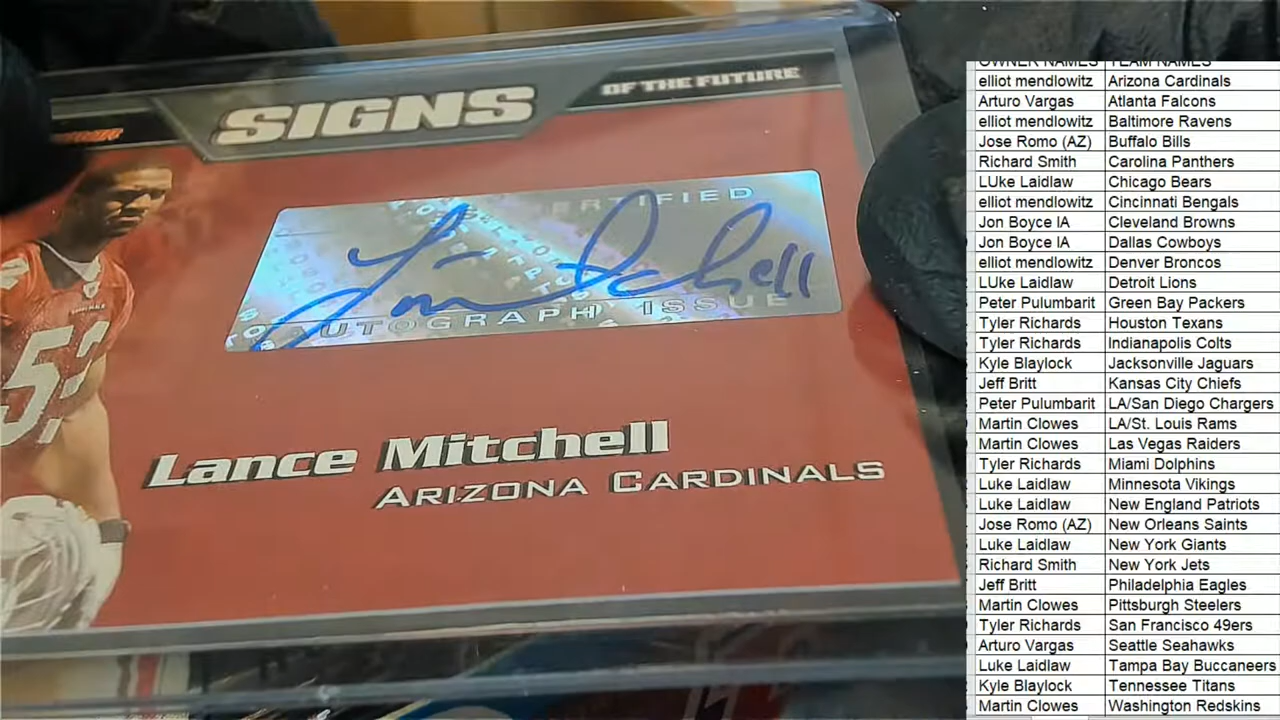 SIGNS
OF THE FUTURE
CERTIFIED
AUTOGRAPH ISSUE
Lance Mitchell
ARIZONA CARDINALS
52
OWNER NAMES TEAM NAMES
elliot mendlowitz Arizona Cardinals
Arturo Vargas Atlanta Falcons
elliot mendlowitz Baltimore Ravens
Jose Romo (AZ) Buffalo Bills
Richard Smith Carolina Panthers
LUke Laidlaw Chicago Bears
elliot mendlowitz Cincinnati Bengals
Jon Boyce IA Cleveland Browns
Jon Boyce IA Dallas Cowboys
elliot mendlowitz Denver Broncos
LUke Laidlaw Detroit Lions
Peter Pulumbarit Green Bay Packers
Tyler Richards Houston Texans
Tyler Richards Indianapolis Colts
Kyle Blaylock Jacksonville Jaguars
Jeff Britt Kansas City Chiefs
Peter Pulumbarit LA/San Diego Chargers
Martin Clowes LA/St. Louis Rams
Martin Clowes Las Vegas Raiders
Tyler Richards Miami Dolphins
Luke Laidlaw Minnesota Vikings
Luke Laidlaw New England Patriots
Jose Romo (AZ) New Orleans Saints
Luke Laidlaw New York Giants
Richard Smith New York Jets
Jeff Britt Philadelphia Eagles
Martin Clowes Pittsburgh Steelers
Tyler Richards San Francisco 49ers
Arturo Vargas Seattle Seahawks
Luke Laidlaw Tampa Bay Buccaneers
Kyle Blaylock Tennessee Titans
Martin Clowes Washington Redskins